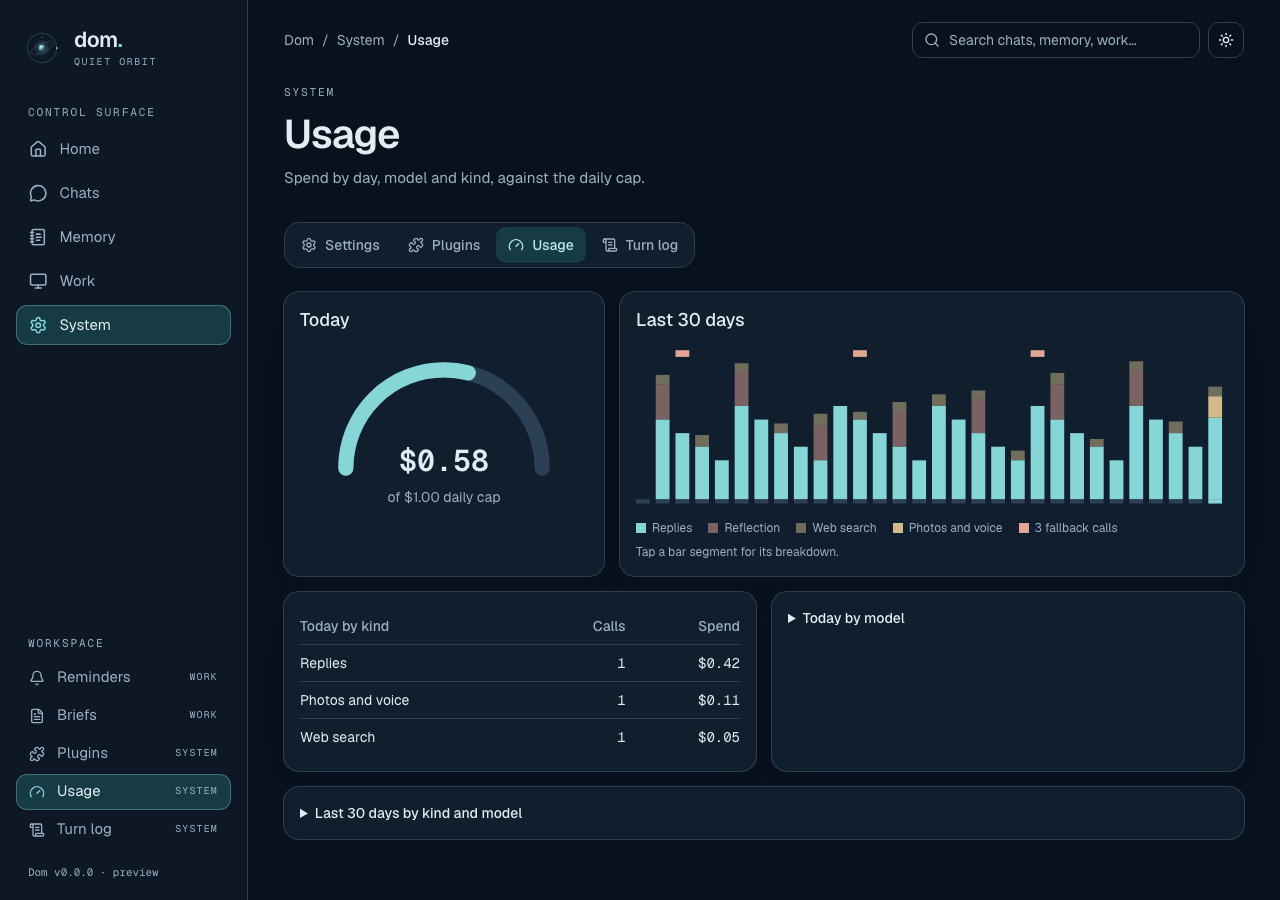 dom.
QUIET ORBIT
CONTROL SURFACE
Home
Chats
Memory
Work
System
WORKSPACE
Reminders WORK
Briefs WORK
Plugins SYSTEM
Usage SYSTEM
Turn log SYSTEM
Dom v0.0.0 · preview
Dom / System / Usage
Search chats, memory, work…
SYSTEM
Usage
Spend by day, model and kind, against the daily cap.
Settings Plugins Usage Turn log
Today
$0.58
of $1.00 daily cap
Last 30 days
Replies Reflection Web search Photos and voice 3 fallback calls
Tap a bar segment for its breakdown.
Today by kind Calls Spend
Replies 1 $0.42
Photos and voice 1 $0.11
Web search 1 $0.05
Today by model
Last 30 days by kind and model